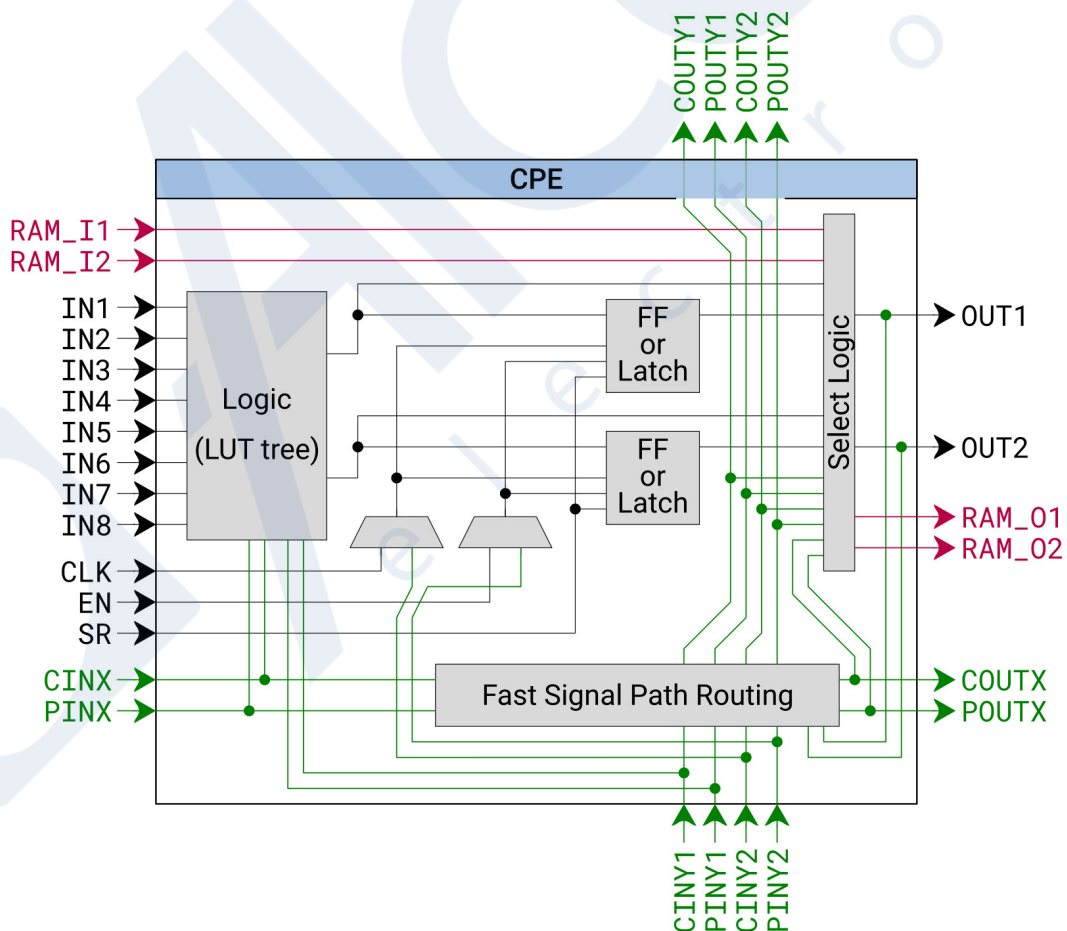 COUTY1
POUTY1
COUTY2
POUTY2
CPE
RAM_I1
RAM_I2
IN1
IN2
IN3
IN4
IN5
IN6
IN7
IN8
CLK
EN
SR
CINX
PINX
Logic
(LUT tree)
FF
or
Latch
FF
or
Latch
Select Logic
Fast Signal Path Routing
OUT1
OUT2
RAM_O1
RAM_O2
COUTX
POUTX
CINY1
PINY1
CINY2
PINY2